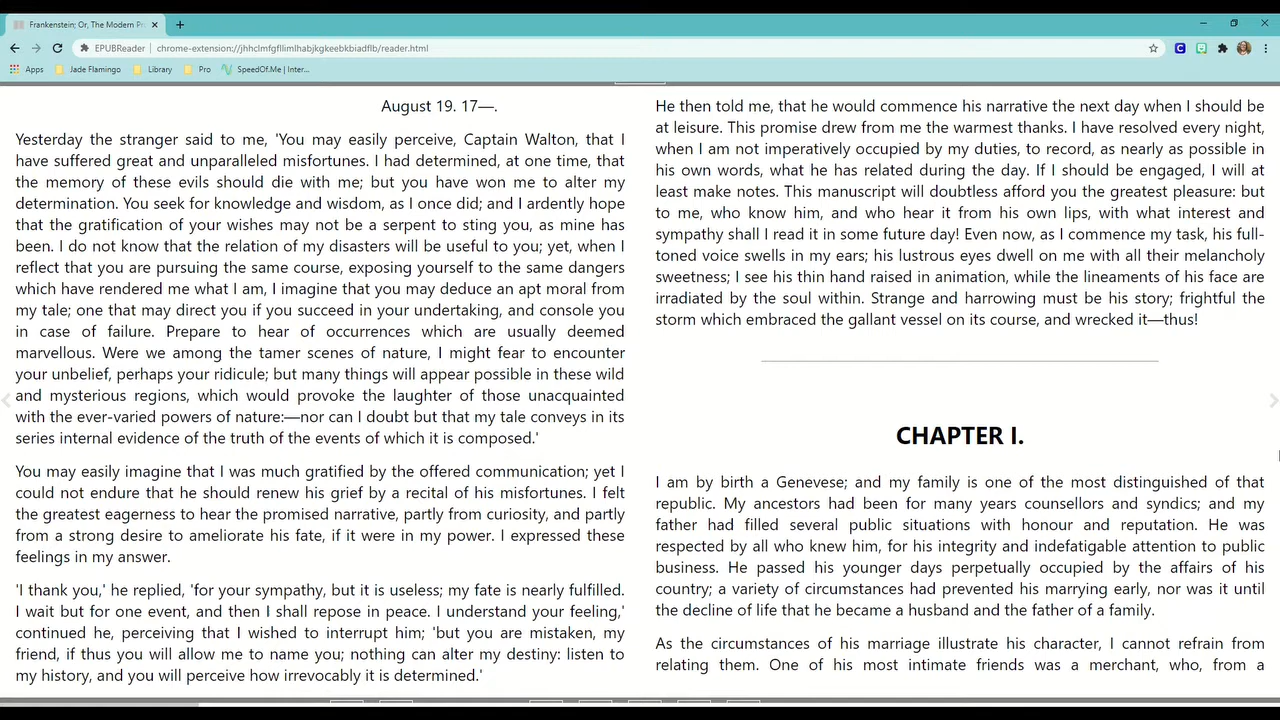 Frankenstein; Or, The Modern Pr
EPUBReader
chrome-extension://jhhclmfgfllimlhabjkgkeebkbiadflb/reader.html
Apps
Jade Flamingo
Library
Pro
SpeedOf.Me | Inter...
August 19. 17—.
Yesterday the stranger said to me, 'You may easily perceive, Captain Walton, that I
have suffered great and unparalleled misfortunes. I had determined, at one time, that
the memory of these evils should die with me; but you have won me to alter my
determination. You seek for knowledge and wisdom, as I once did; and I ardently hope
that the gratification of your wishes may not be a serpent to sting you, as mine has
been. I do not know that the relation of my disasters will be useful to you; yet, when I
reflect that you are pursuing the same course, exposing yourself to the same dangers
which have rendered me what I am, I imagine that you may deduce an apt moral from
my tale; one that may direct you if you succeed in your undertaking, and console you
in case of failure. Prepare to hear of occurrences which are usually deemed
marvellous. Were we among the tamer scenes of nature, I might fear to encounter
your unbelief, perhaps your ridicule; but many things will appear possible in these wild
and mysterious regions, which would provoke the laughter of those unacquainted
with the ever-varied powers of nature:—nor can I doubt but that my tale conveys in its
series internal evidence of the truth of the events of which it is composed.'
You may easily imagine that I was much gratified by the offered communication; yet I
could not endure that he should renew his grief by a recital of his misfortunes. I felt
the greatest eagerness to hear the promised narrative, partly from curiosity, and partly
from a strong desire to ameliorate his fate, if it were in my power. I expressed these
feelings in my answer.
'I thank you,' he replied, 'for your sympathy, but it is useless; my fate is nearly fulfilled.
I wait but for one event, and then I shall repose in peace. I understand your feeling,'
continued he, perceiving that I wished to interrupt him; 'but you are mistaken, my
friend, if thus you will allow me to name you; nothing can alter my destiny: listen to
my history, and you will perceive how irrevocably it is determined.'
He then told me, that he would commence his narrative the next day when I should be
at leisure. This promise drew from me the warmest thanks. I have resolved every night,
when I am not imperatively occupied by my duties, to record, as nearly as possible in
his own words, what he has related during the day. If I should be engaged, I will at
least make notes. This manuscript will doubtless afford you the greatest pleasure: but
to me, who know him, and who hear it from his own lips, with what interest and
sympathy shall I read it in some future day! Even now, as I commence my task, his full-
toned voice swells in my ears; his lustrous eyes dwell on me with all their melancholy
sweetness; I see his thin hand raised in animation, while the lineaments of his face are
irradiated by the soul within. Strange and harrowing must be his story; frightful the
storm which embraced the gallant vessel on its course, and wrecked it—thus!
CHAPTER I.
I am by birth a Genevese; and my family is one of the most distinguished of that
republic. My ancestors had been for many years counsellors and syndics; and my
father had filled several public situations with honour and reputation. He was
respected by all who knew him, for his integrity and indefatigable attention to public
business. He passed his younger days perpetually occupied by the affairs of his
country; a variety of circumstances had prevented his marrying early, nor was it until
the decline of life that he became a husband and the father of a family.
As the circumstances of his marriage illustrate his character, I cannot refrain from
relating them. One of his most intimate friends was a merchant, who, from a